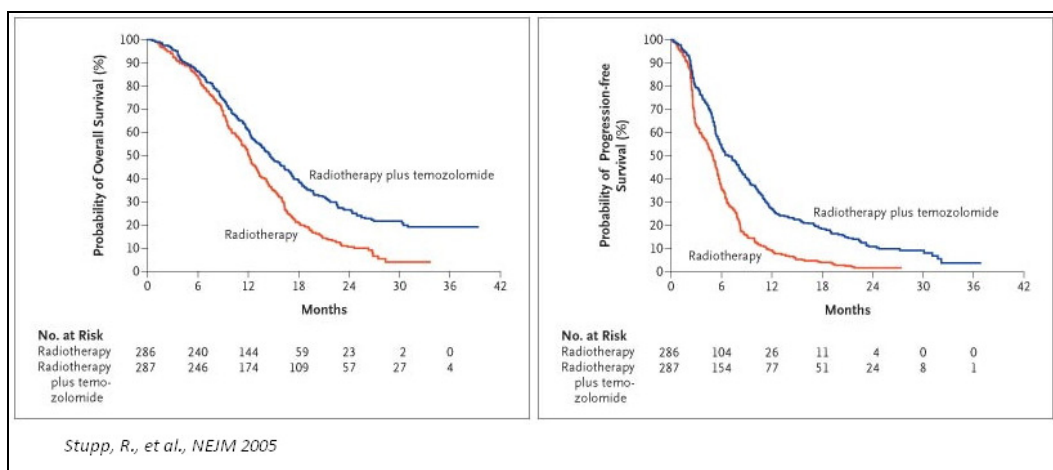 Probability of Overall Survival (%)
100
90
80
70
60
50
40
30
20
10
0
Radiotherapy plus temozolomide
Radiotherapy
0 6 12 18 24 30 36 42
Months
No. at Risk
Radiotherapy 286 240 144 59 23 2 0
Radiotherapy 287 246 174 109 57 27 4
plus temo-
zolomide
Probability of Progression-free
Survival (%)
100
90
80
70
60
50
40
30
20
10
0
Radiotherapy plus temozolomide
Radiotherapy
0 6 12 18 24 30 36 42
Months
No. at Risk
Radiotherapy 286 104 26 11 4 0 0
Radiotherapy 287 154 77 51 24 8 1
plus temo-
zolomide
Stupp, R., et al., NEJM 2005